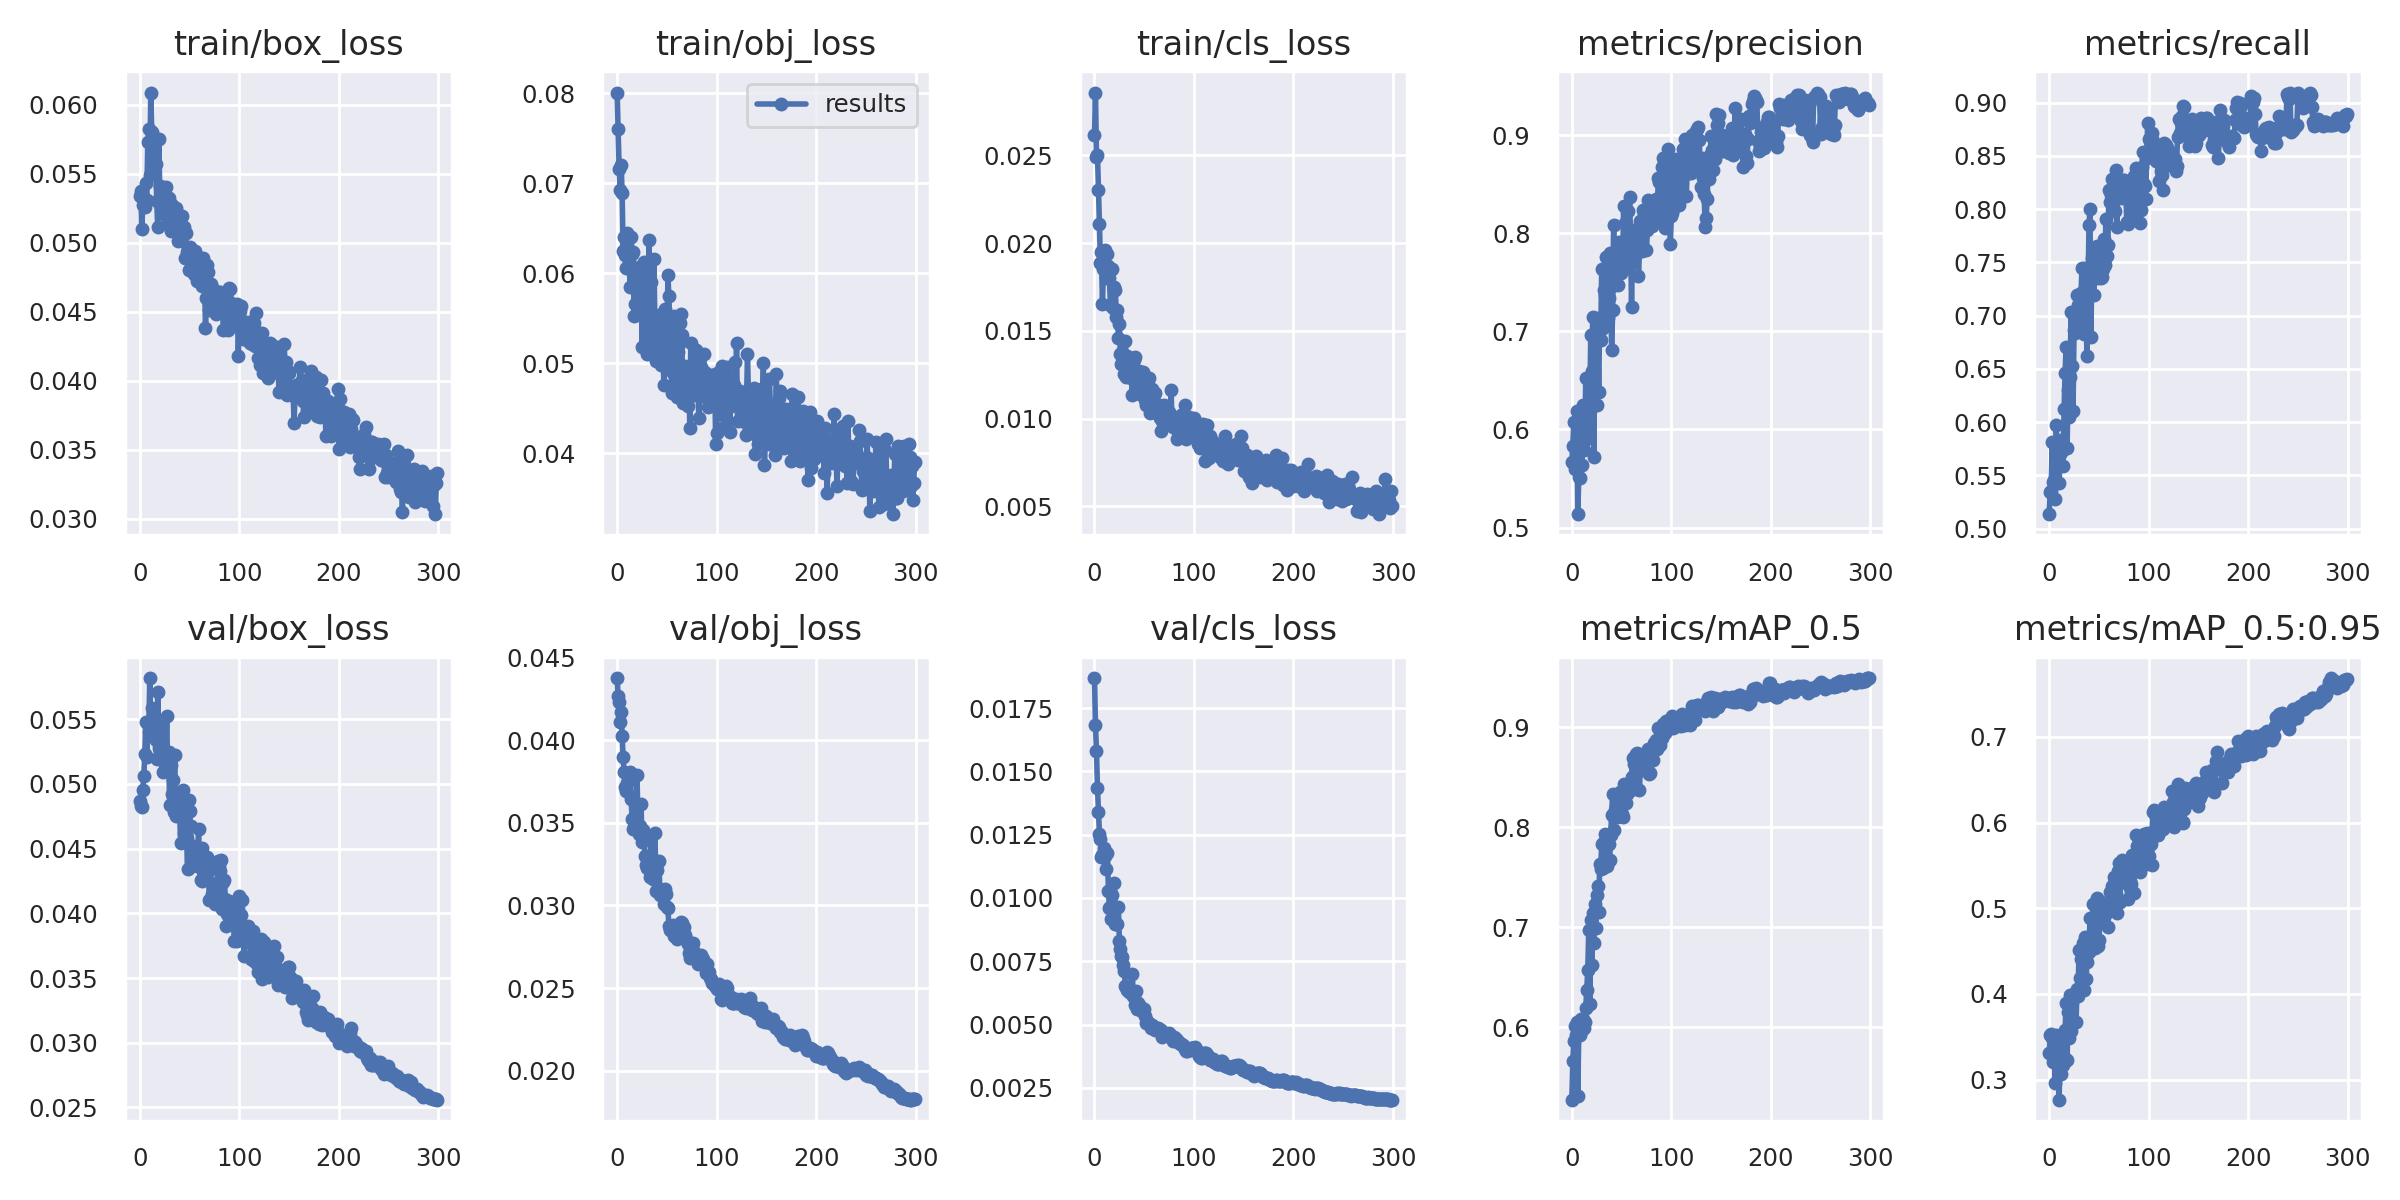 train/box_loss
train/obj_loss
train/cls_loss
metrics/precision
metrics/recall
results
0.060
0.055
0.050
0.045
0.040
0.035
0.030
0 100 200 300
0.08
0.07
0.06
0.05
0.04
0 100 200 300
0.025
0.020
0.015
0.010
0.005
0 100 200 300
0.9
0.8
0.7
0.6
0.5
0 100 200 300
0.90
0.85
0.80
0.75
0.70
0.65
0.60
0.55
0.50
0 100 200 300
val/box_loss
val/obj_loss
val/cls_loss
metrics/mAP_0.5
metrics/mAP_0.5:0.95
0.055
0.050
0.045
0.040
0.035
0.030
0.025
0 100 200 300
0.045
0.040
0.035
0.030
0.025
0.020
0 100 200 300
0.0175
0.0150
0.0125
0.0100
0.0075
0.0050
0.0025
0 100 200 300
0.9
0.8
0.7
0.6
0 100 200 300
0.7
0.6
0.5
0.4
0.3
0 100 200 300